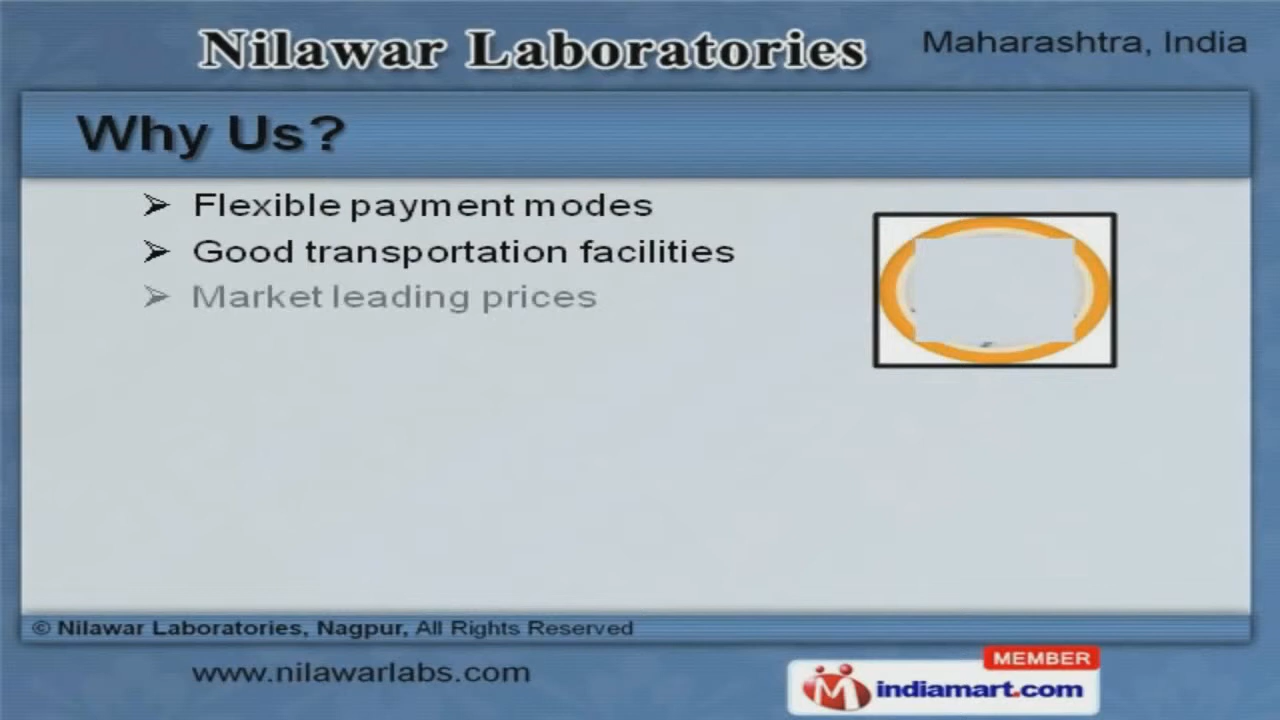 Nilawar Laboratories
Maharashtra, India
Why Us?
➢ Flexible payment modes
➢ Good transportation facilities
➢ Market leading prices
© Nilawar Laboratories, Nagpur, All Rights Reserved
www.nilawarlabs.com
MEMBER
indiamart.com